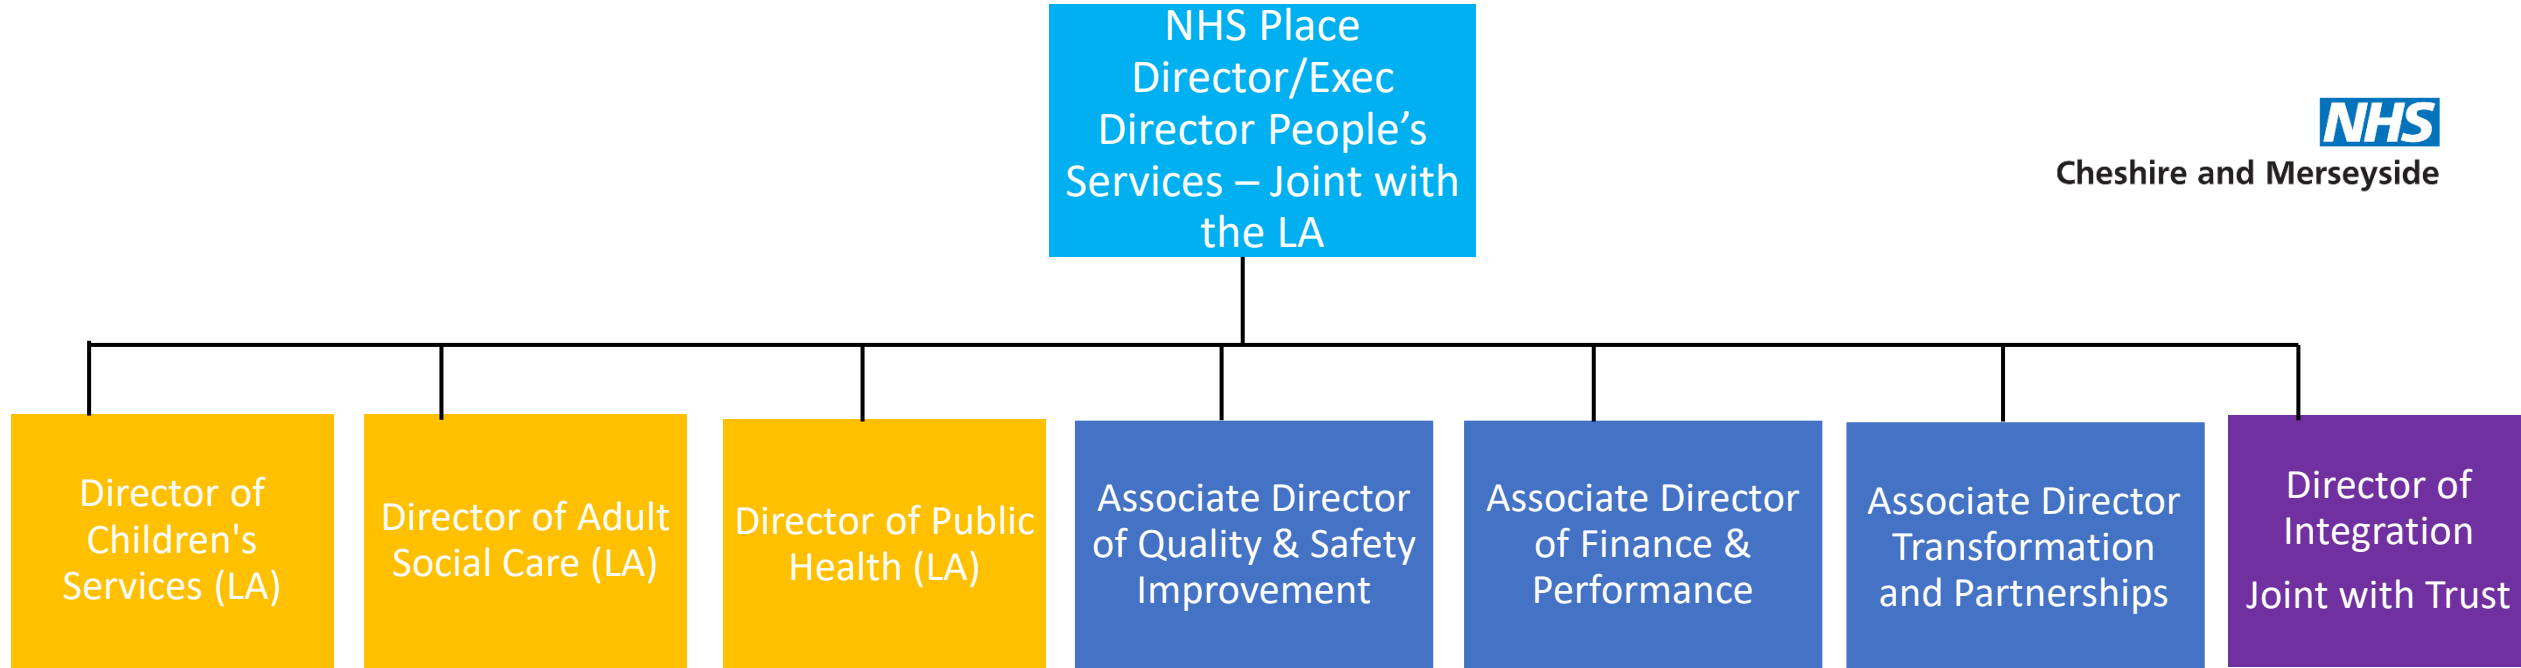 NHS Place
Director/Exec
Director People’s
Services – Joint with
the LA
NHS
Cheshire and Merseyside
Director of
Children's
Services (LA)
Director of Adult
Social Care (LA)
Director of Public
Health (LA)
Associate Director
of Quality & Safety
Improvement
Associate Director
of Finance &
Performance
Associate Director
Transformation
and Partnerships
Director of
Integration
Joint with Trust